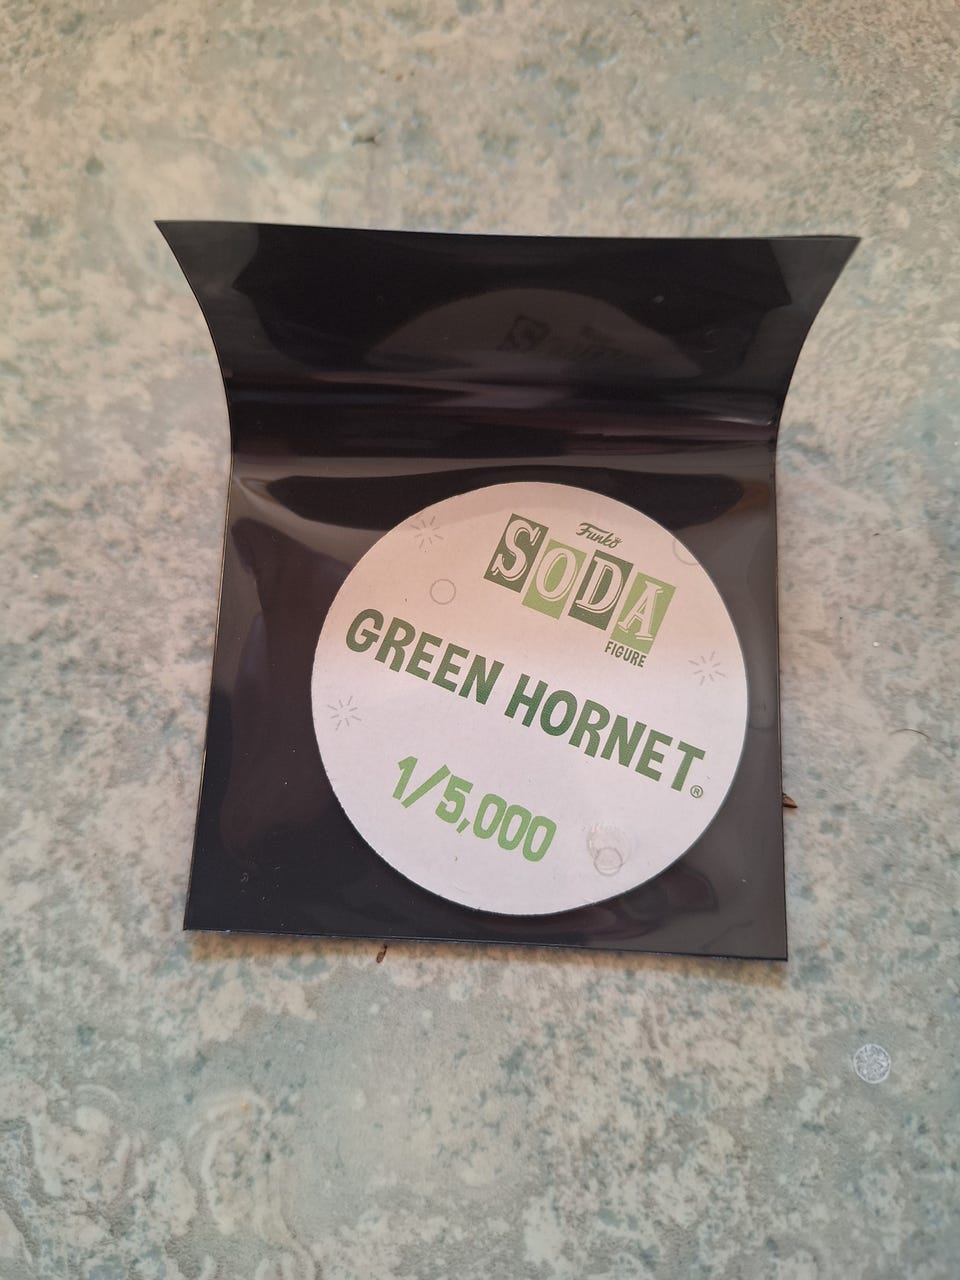 Funko
SODA
FIGURE
GREEN HORNET®
1/5,000